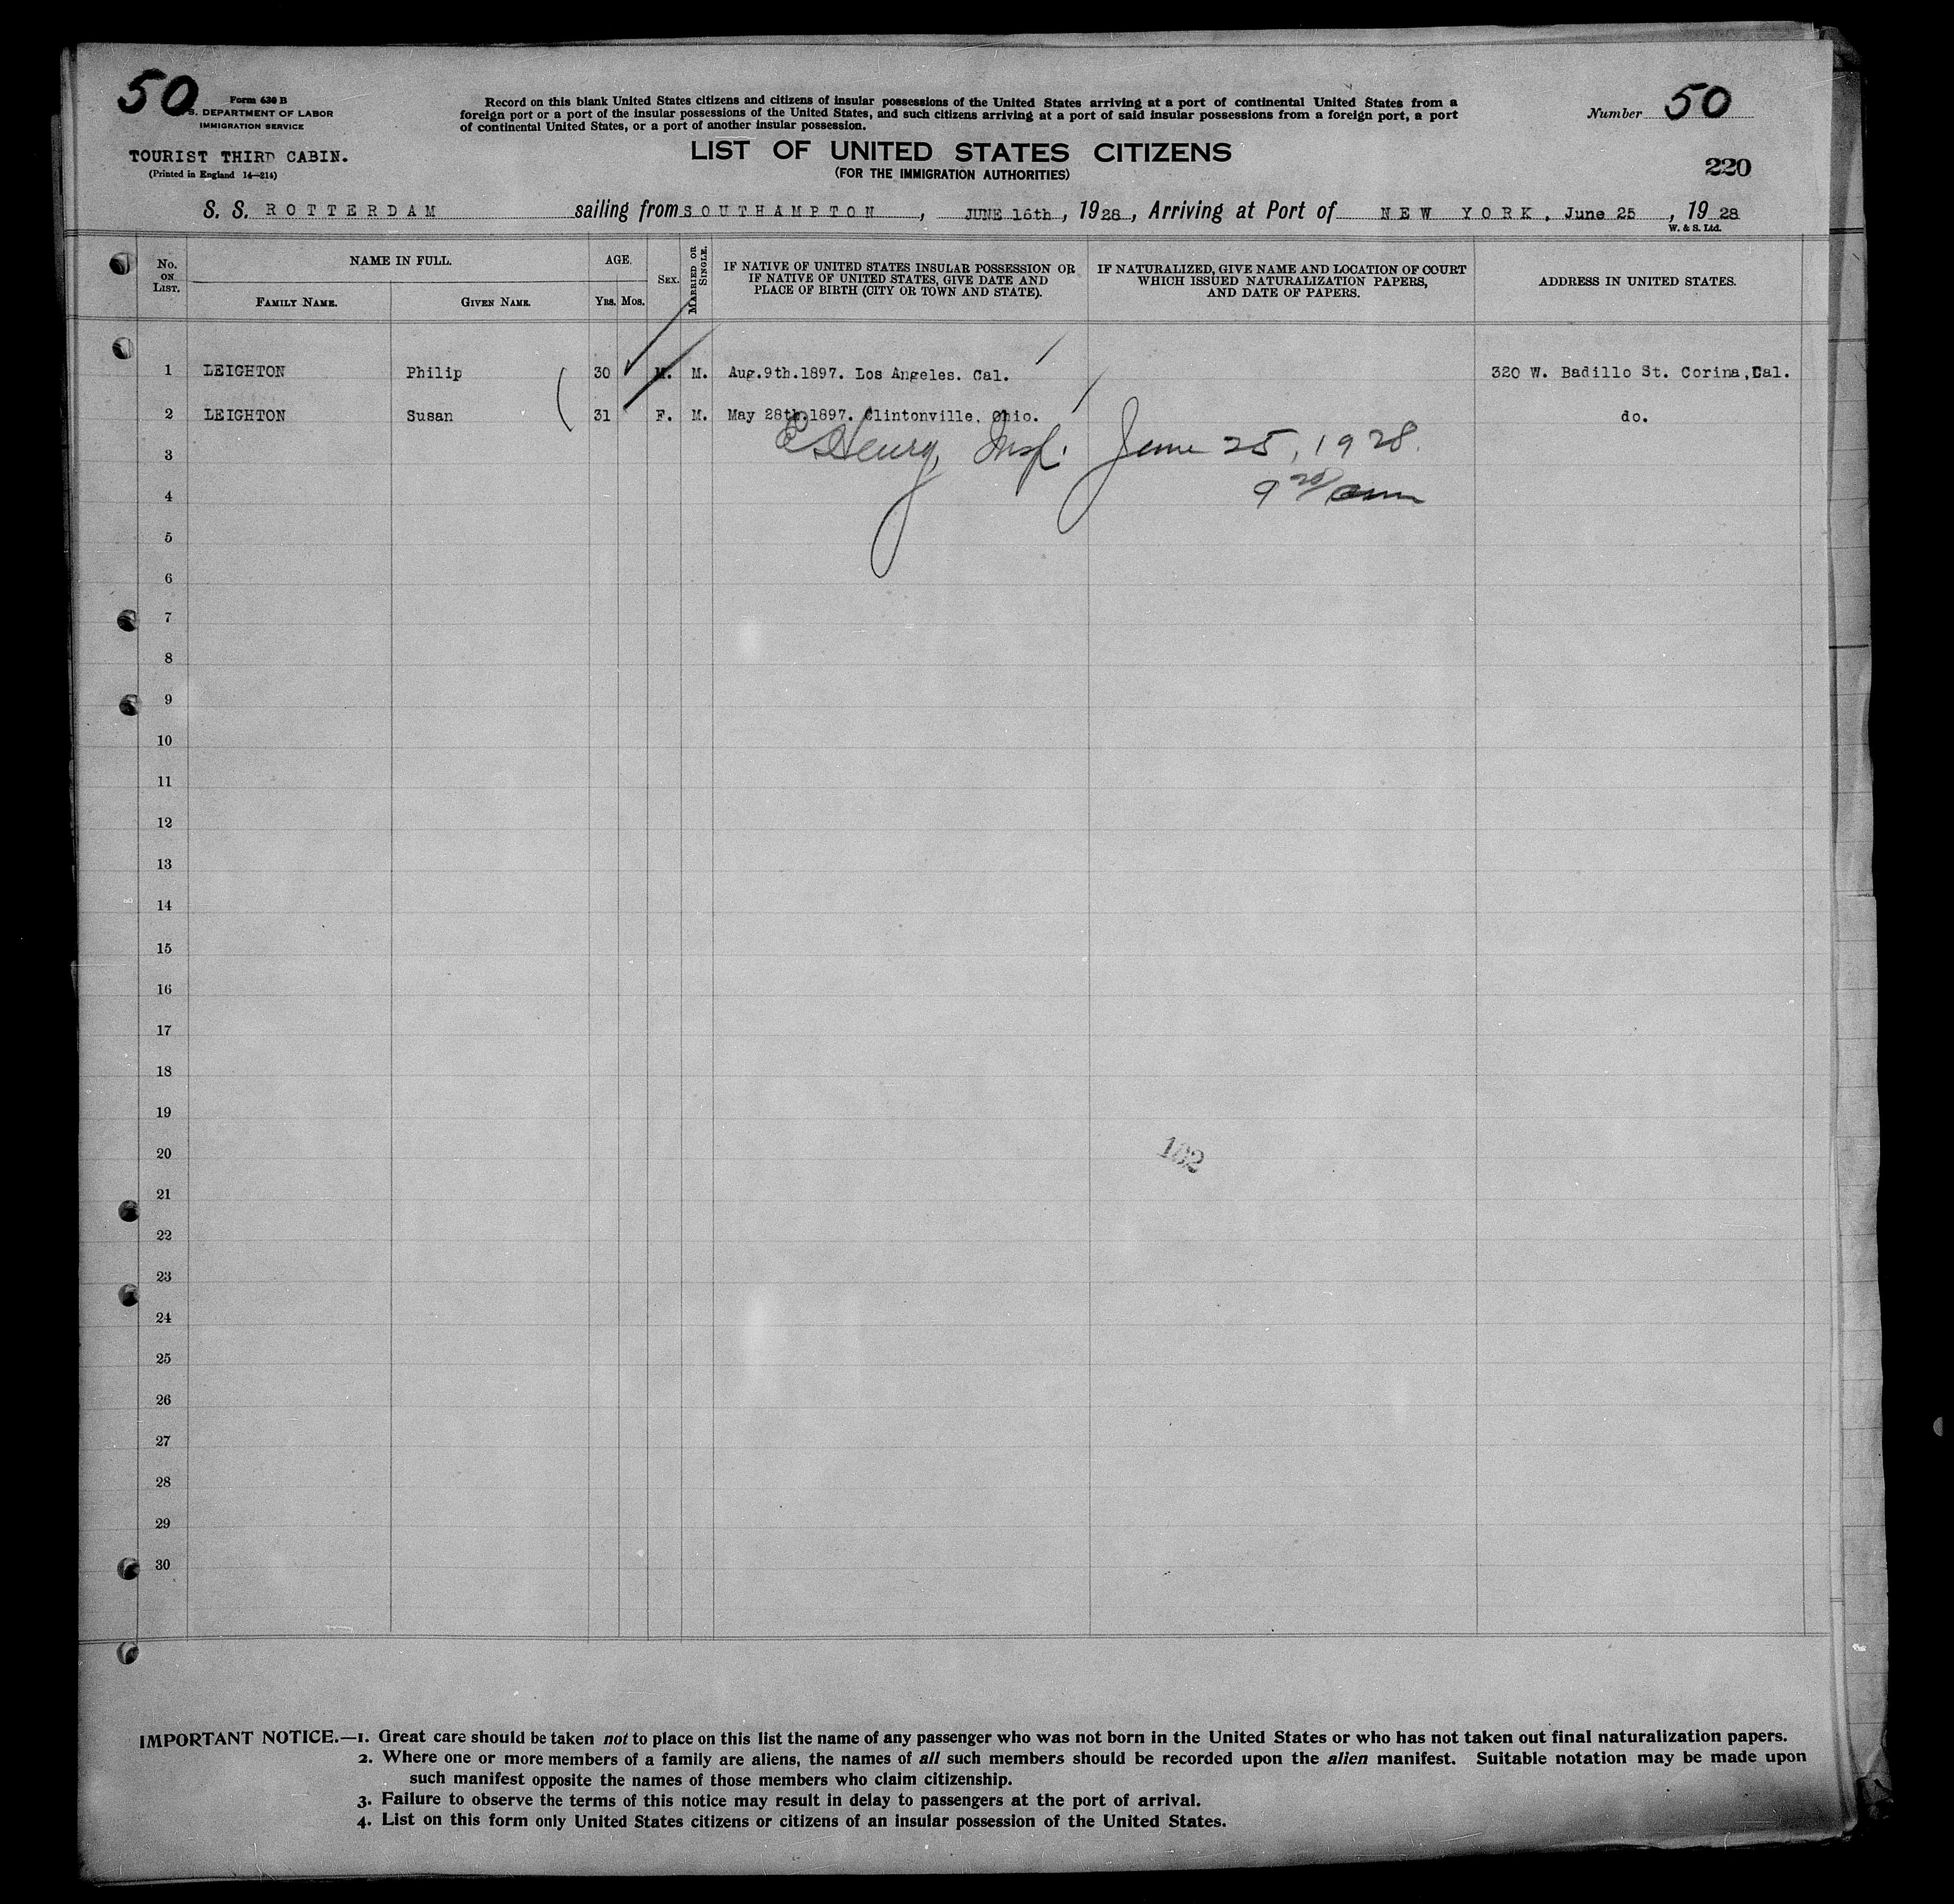 50
Form 630 B
S. DEPARTMENT OF LABOR
IMMIGRATION SERVICE
TOURIST THIRD CABIN.
(Printed in England 14—214)
Record on this blank United States citizens and citizens of insular possessions of the United States arriving at a port of continental United States from a
foreign port or a port of the insular possessions of the United States, and such citizens arriving at a port of said insular possessions from a foreign port, a port
of continental United States, or a port of another insular possession.
LIST OF UNITED STATES CITIZENS
(FOR THE IMMIGRATION AUTHORITIES)
Number 50
220
S. S. ROTTERDAM sailing from SOUTHAMPTON, JUNE 16th, 1928, Arriving at Port of NEW YORK, June 25, 1928
W. & S. Ltd.
No. ON LIST. NAME IN FULL. AGE. SEX. MARRIED OR SINGLE. IF NATIVE OF UNITED STATES INSULAR POSSESSION OR IF NATIVE OF UNITED STATES, GIVE DATE AND PLACE OF BIRTH (CITY OR TOWN AND STATE). IF NATURALIZED, GIVE NAME AND LOCATION OF COURT WHICH ISSUED NATURALIZATION PAPERS, AND DATE OF PAPERS. ADDRESS IN UNITED STATES.
FAMILY NAME. GIVEN NAME. YRS. MOS.
1 LEIGHTON Philip 30 M. M. Aug.9th.1897. Los Angeles. Cal. 320 W. Badillo St. Corina,Cal.
2 LEIGHTON Susan 31 F. M. May 28th.1897. Clintonville, Ohio. do.
3 Henry, Insp. June 25, 1928.
4 9 20/ am
5
6
7
8
9
10
11
12
13
14
15
16
17
18
19
20 182
21
22
23
24
25
26
27
28
29
30
IMPORTANT NOTICE.—1. Great care should be taken not to place on this list the name of any passenger who was not born in the United States or who has not taken out final naturalization papers.
2. Where one or more members of a family are aliens, the names of all such members should be recorded upon the alien manifest. Suitable notation may be made upon
such manifest opposite the names of those members who claim citizenship.
3. Failure to observe the terms of this notice may result in delay to passengers at the port of arrival.
4. List on this form only United States citizens or citizens of an insular possession of the United States.